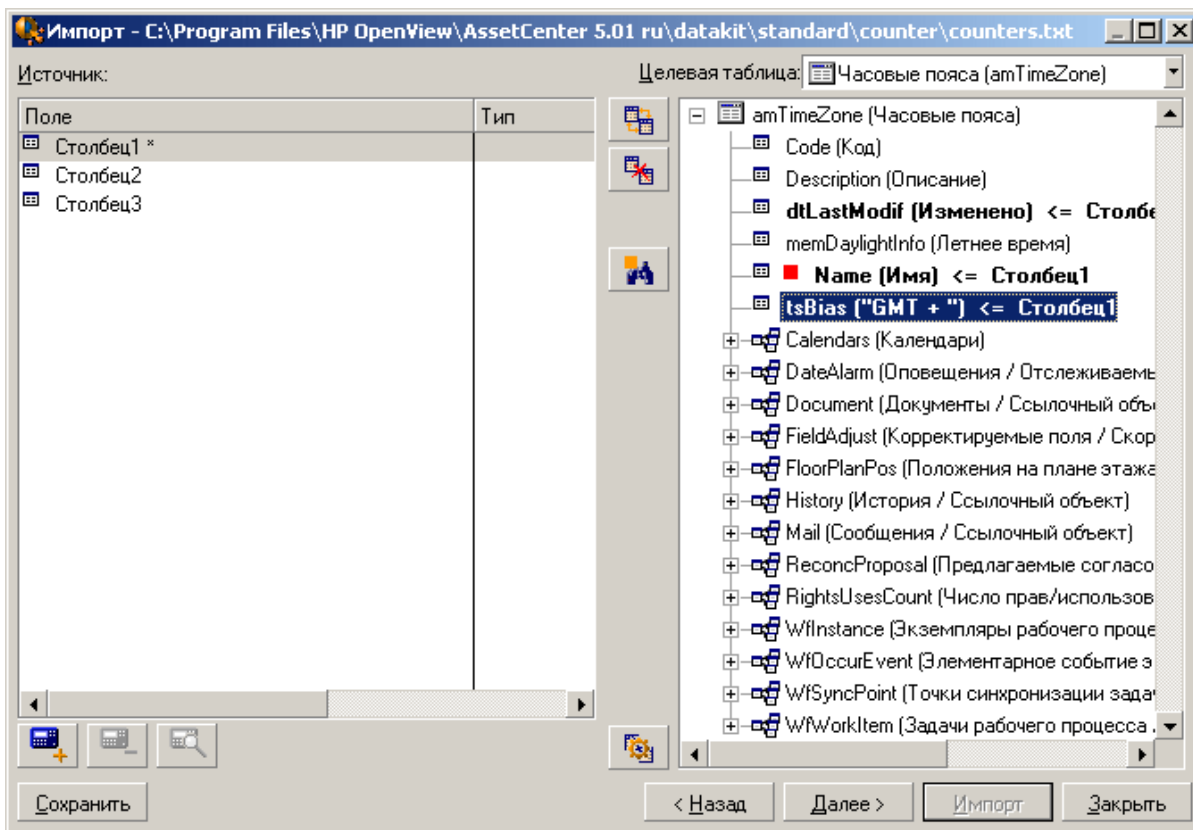 Импорт - C:\Program Files\HP OpenView\AssetCenter 5.01 ru\datakit\standard\counter\counters.txt
Источник:
Целевая таблица: Часовые пояса (amTimeZone)
Поле Тип
Столбец1 *
Столбец2
Столбец3
amTimeZone (Часовые пояса)
Code (Код)
Description (Описание)
dtLastModif (Изменено) <= Столбе
memDaylightInfo (Летнее время)
Name (Имя) <= Столбец1
tsBias ("GMT + ") <= Столбец1
Calendars (Календари)
DateAlarm (Оповещения / Отслеживаемы
Document (Документы / Ссылочный объ
FieldAdjust (Корректируемые поля / Скор
FloorPlanPos (Положения на плане этажа
History (История / Ссылочный объект)
Mail (Сообщения / Ссылочный объект)
ReconcProposal (Предлагаемые согласо
RightsUsesCount (Число прав/использов
WfInstance (Экземпляры рабочего проце
WfOccurEvent (Элементарное событие э
WfSyncPoint (Точки синхронизации задач
WfWorkItem (Задачи рабочего процесса
Сохранить
< Назад
Далее >
Импорт
Закрыть